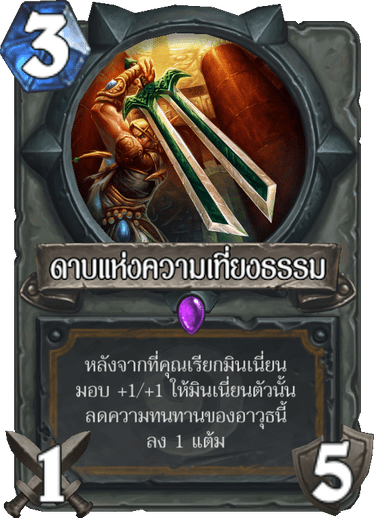 3
ดาบแห่งความเที่ยงธรรม
หลังจากที่คุณเรียกมินเนี่ยน
มอบ +1/+1 ให้มินเนี่ยนตัวนั้น
ลดความทนทานของอาวุธนี้
ลง 1 แต้ม
1
5